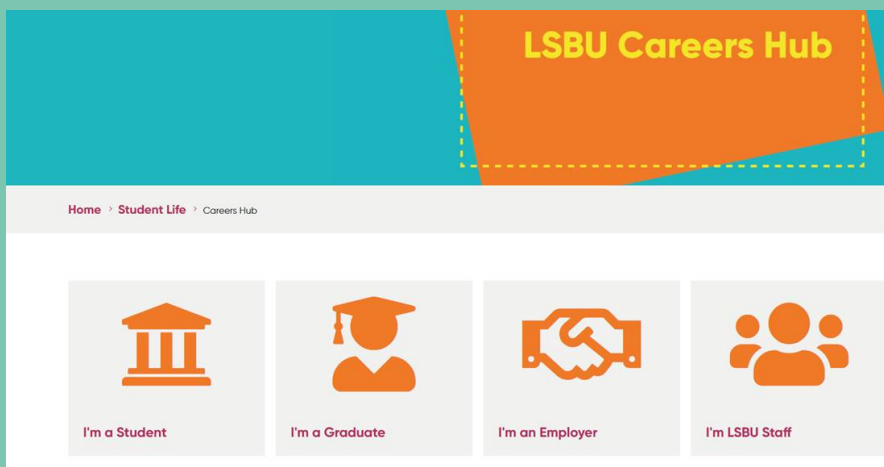 LSBU Careers Hub
Home > Student Life > Careers Hub
I'm a Student
I'm a Graduate
I'm an Employer
I'm LSBU Staff